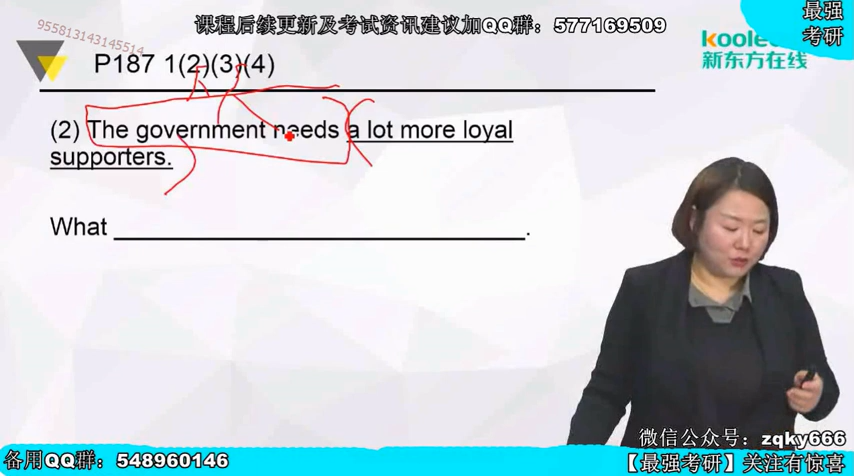 课程后续更新及考试资讯建议加QQ群：577169509
最强
考研
955813143145514
koole
新东方在线
P187 1(2)(3)(4)
(2) The government needs a lot more loyal
supporters.
What
.
微信公众号：zqky666
备用QQ群：548960146
【最强考研】关注有惊喜